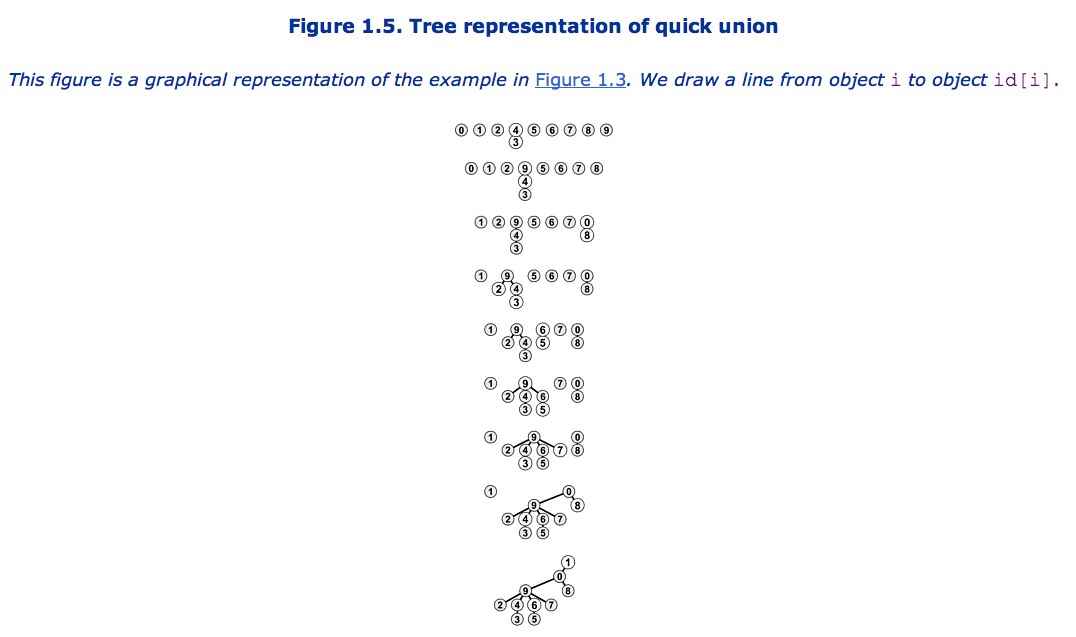 Figure 1.5. Tree representation of quick union
This figure is a graphical representation of the example in Figure 1.3. We draw a line from object i to object id[i].
0 1 2 4 5 6 7 8 9
3
0 1 2 9 5 6 7 8
4
3
1 2 9 5 6 7 0
4 8
3
1 9 5 6 7 0
2 4 8
3
1 9 6 7 0
2 4 5 8
3
1 9 7 0
2 4 6 8
3 5
1 9 0
2 4 6 7 8
3 5
1 0
9 8
2 4 6 7
3 5
1
0
9 8
2 4 6 7
3 5